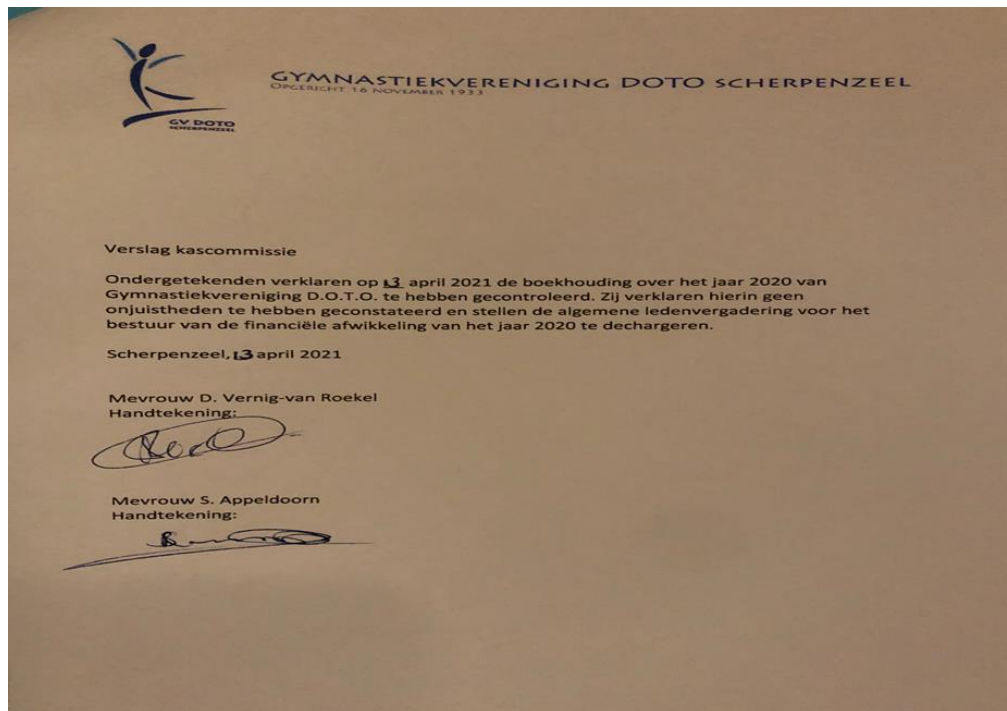 GYMNASTIEKVERENIGING DOTO SCHERPENZEEL
OPGERICHT 16 NOVEMBER 1933
GV DOTO
SCHERPENZEEL
Verslag kascommissie
Ondergetekenden verklaren op 13 april 2021 de boekhouding over het jaar 2020 van
Gymnastiekvereniging D.O.T.O. te hebben gecontroleerd. Zij verklaren hierin geen
onjuistheden te hebben geconstateerd en stellen de algemene ledenvergadering voor het
bestuur van de financiële afwikkeling van het jaar 2020 te dechargeren.
Scherpenzeel, 13 april 2021
Mevrouw D. Vernig-van Roekel
Handtekening:
Mevrouw S. Appeldoorn
Handtekening: